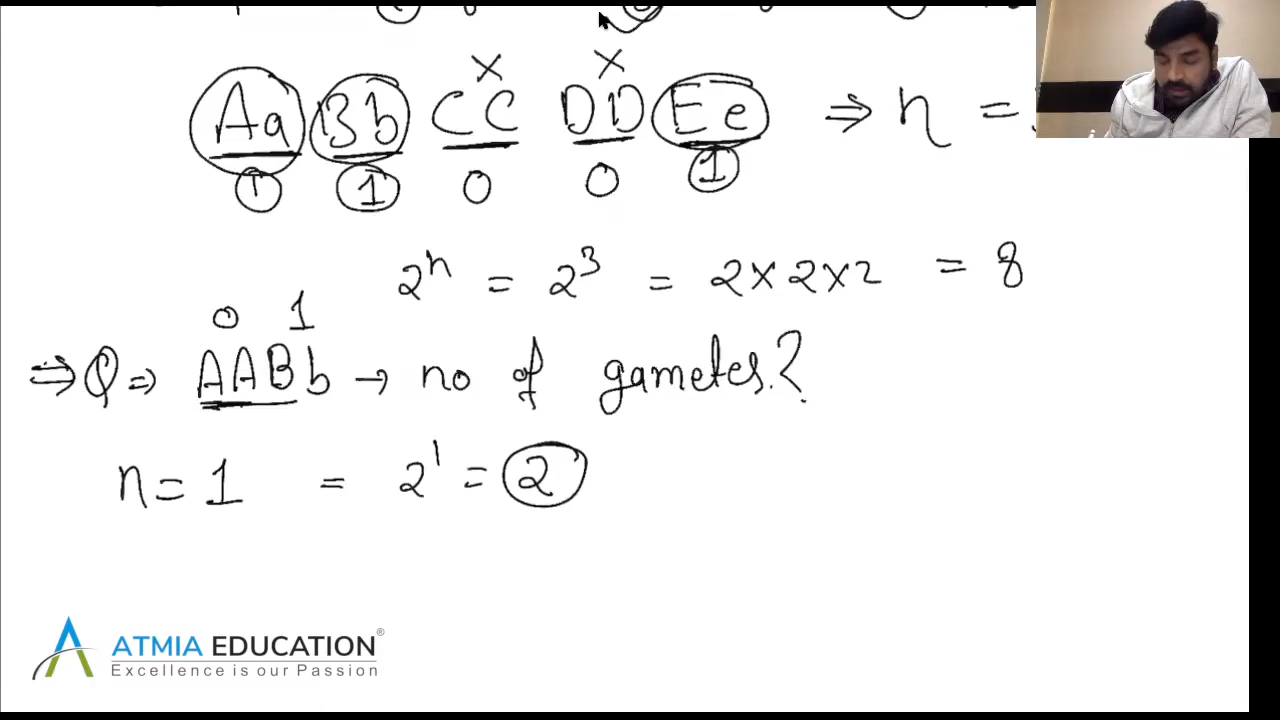 × ×
Aa Bb CC DD Ee ⇒ n =
1 1 0 0 1
2ⁿ = 2³ = 2×2×2 = 8
0 1
⇒ Q ⇒ AABb → no of gametes.?
n = 1 = 2¹ = 2
ATMIA EDUCATION®
Excellence is our Passion